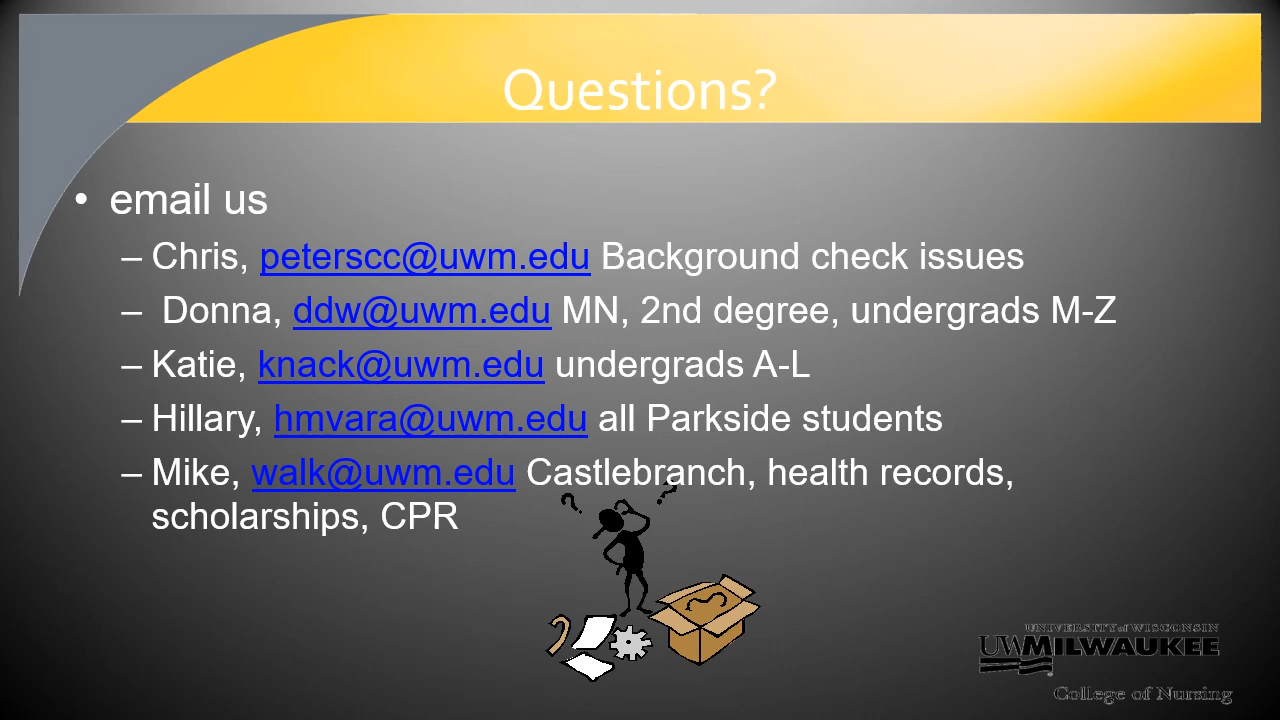 Questions?
• email us
– Chris, peterscc@uwm.edu Background check issues
– Donna, ddw@uwm.edu MN, 2nd degree, undergrads M-Z
– Katie, knack@uwm.edu undergrads A-L
– Hillary, hmvara@uwm.edu all Parkside students
– Mike, walk@uwm.edu Castlebranch, health records,
scholarships, CPR
? ?
UNIVERSITY of WISCONSIN
UWMILWAUKEE
College of Nursing